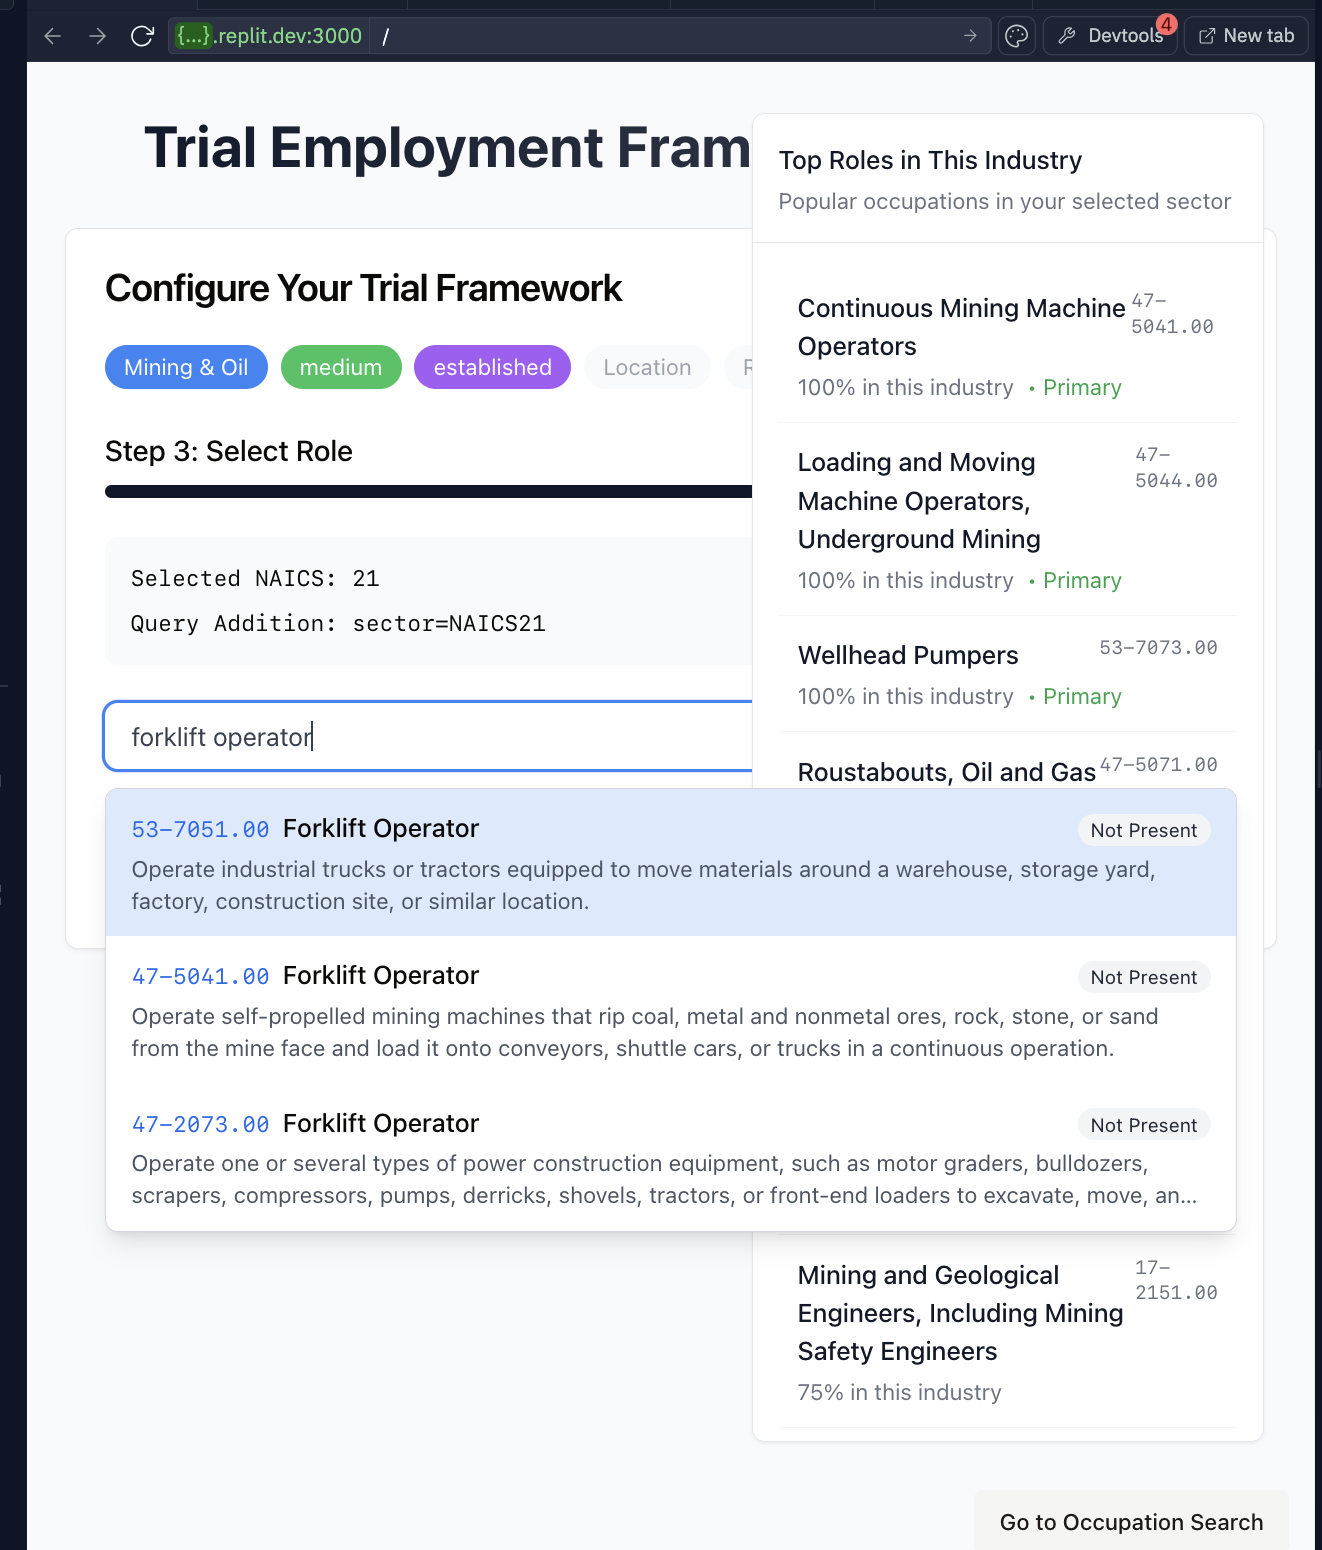 {...}.replit.dev:3000 /
Devtools
4
New tab
Trial Employment Fram
Configure Your Trial Framework
Mining & Oil
medium
established
Location
R
Step 3: Select Role
Selected NAICS: 21
Query Addition: sector=NAICS21
forklift operator
Top Roles in This Industry
Popular occupations in your selected sector
Continuous Mining Machine
Operators
47-
5041.00
100% in this industry • Primary
Loading and Moving
Machine Operators,
Underground Mining
47-
5044.00
100% in this industry • Primary
Wellhead Pumpers
53-7073.00
100% in this industry • Primary
Roustabouts, Oil and Gas
47-5071.00
53-7051.00 Forklift Operator
Not Present
Operate industrial trucks or tractors equipped to move materials around a warehouse, storage yard,
factory, construction site, or similar location.
47-5041.00 Forklift Operator
Not Present
Operate self-propelled mining machines that rip coal, metal and nonmetal ores, rock, stone, or sand
from the mine face and load it onto conveyors, shuttle cars, or trucks in a continuous operation.
47-2073.00 Forklift Operator
Not Present
Operate one or several types of power construction equipment, such as motor graders, bulldozers,
scrapers, compressors, pumps, derricks, shovels, tractors, or front-end loaders to excavate, move, an...
Mining and Geological
Engineers, Including Mining
Safety Engineers
17-
2151.00
75% in this industry
Go to Occupation Search